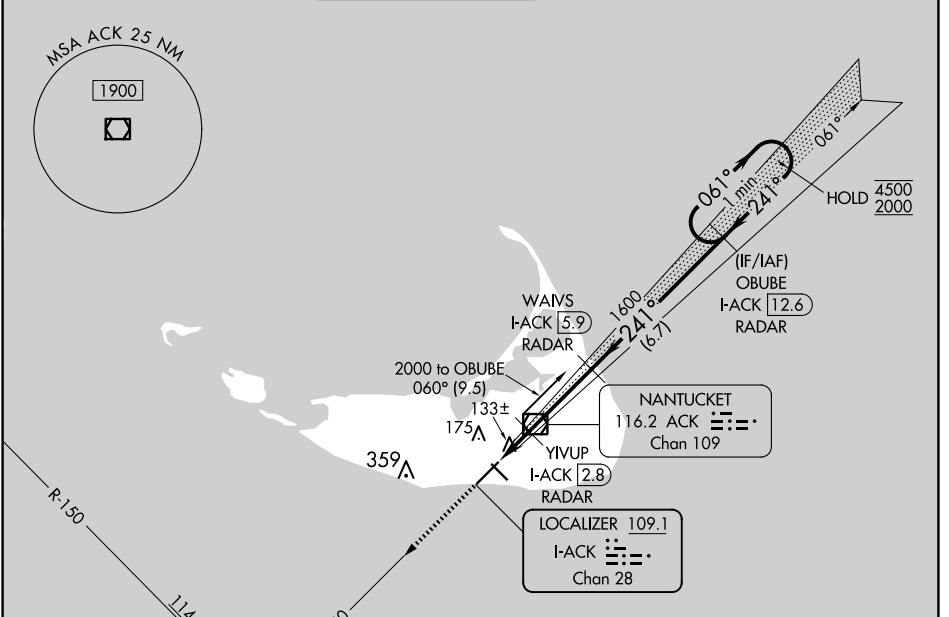 MSA ACK 25 NM
1900
061°
1 min
241°
061°
HOLD 4500
2000
(IF/IAF)
OBUBE
I-ACK 12.6
RADAR
WAIVS
I-ACK 5.9
RADAR
1600
241°
(6.7)
2000 to OBUBE
060° (9.5)
133±
175
359
NANTUCKET
116.2 ACK
Chan 109
YIVUP
I-ACK 2.8
RADAR
LOCALIZER 109.1
I-ACK
Chan 28
R-150
114